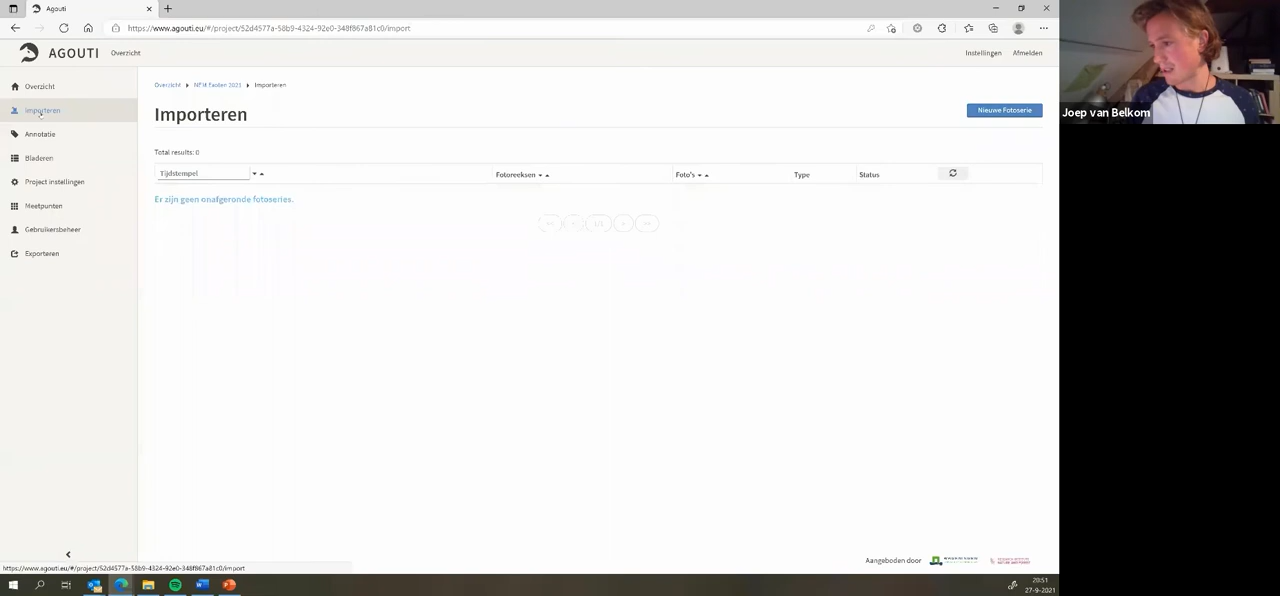 Agouti
https://www.agouti.eu/#/project/52d4577a-58b9-4324-92e0-348f867a81c0/import
AGOUTI
Overzicht
Instellingen
Afmelden
Overzicht
Importeren
Annotatie
Bladeren
Project instellingen
Meetpunten
Gebruikersbeheer
Exporteren
Overzicht Importeren
Importeren
Nieuwe Fotoserie
Total results: 0
Tijdstempel
Fotoreeksen
Foto's
Type
Status
Er zijn geen onafgeronde fotoseries.
<< < 1/1 > >>
Aangeboden door
https://www.agouti.eu/#/project/52d4577a-58b9-4324-92e0-348f867a81c0/import
20:51
27-9-2021
Joep van Belkom